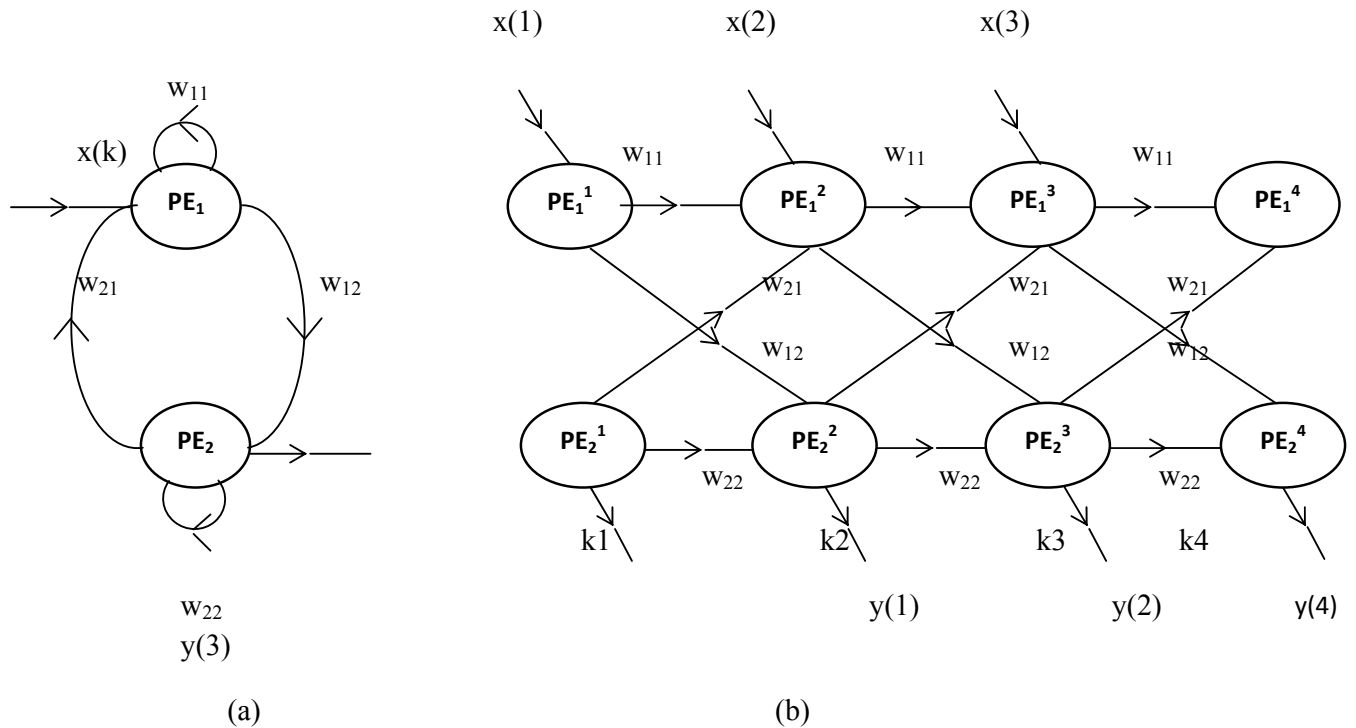 x(1) x(2) x(3)
w₁₁
x(k) w₁₁ w₁₁ w₁₁
PE₁ PE₁¹ PE₁² PE₁³ PE₁⁴
w₂₁ w₁₂ w₂₁ w₂₁ w₂₁
w₁₂ w₁₂ w₁₂
PE₂ PE₂¹ PE₂² PE₂³ PE₂⁴
w₂₂ w₂₂ w₂₂
k1 k2 k3 k4
w₂₂ y(1) y(2) y(4)
y(3)
(a) (b)